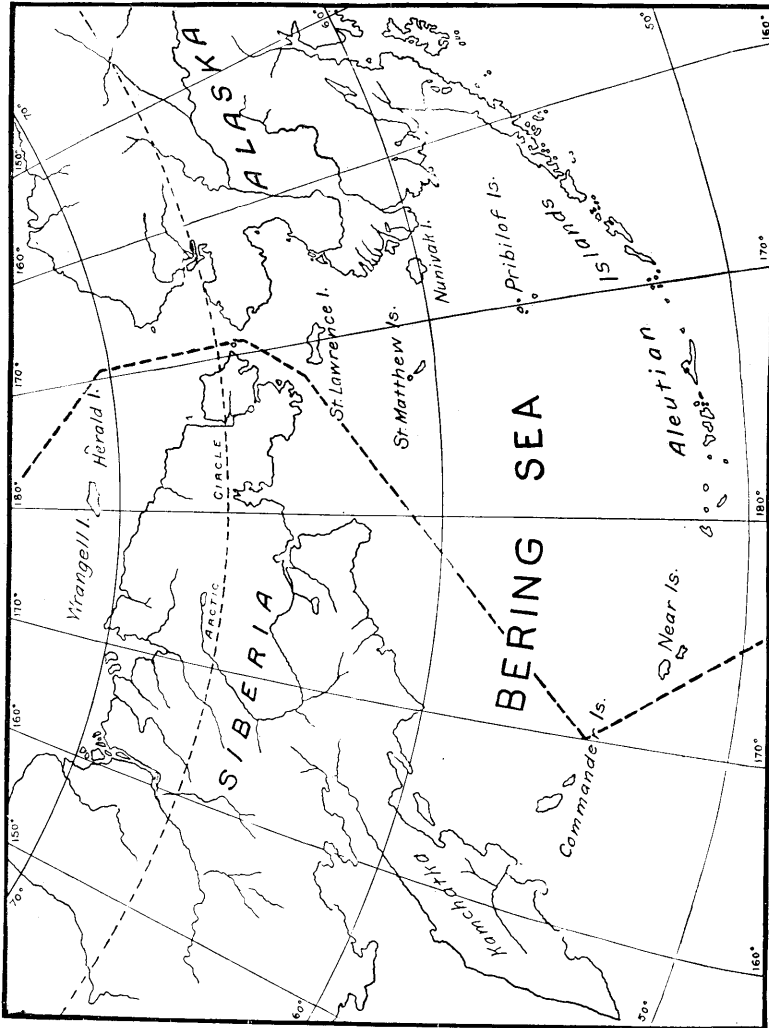 70°
150°
160°
170°
180°
170°
160°
150°
70°
60°
60°
50°
50°
160°
170°
180°
170°
160°
ALASKA
SIBERIA
ARCTIC CIRCLE
Wrangell I.
Herald I.
St. Lawrence I.
St. Matthew Is.
Nunivak I.
Pribilof Is.
Aleutian Islands
BERING SEA
Near Is.
Commander Is.
Kamchatka